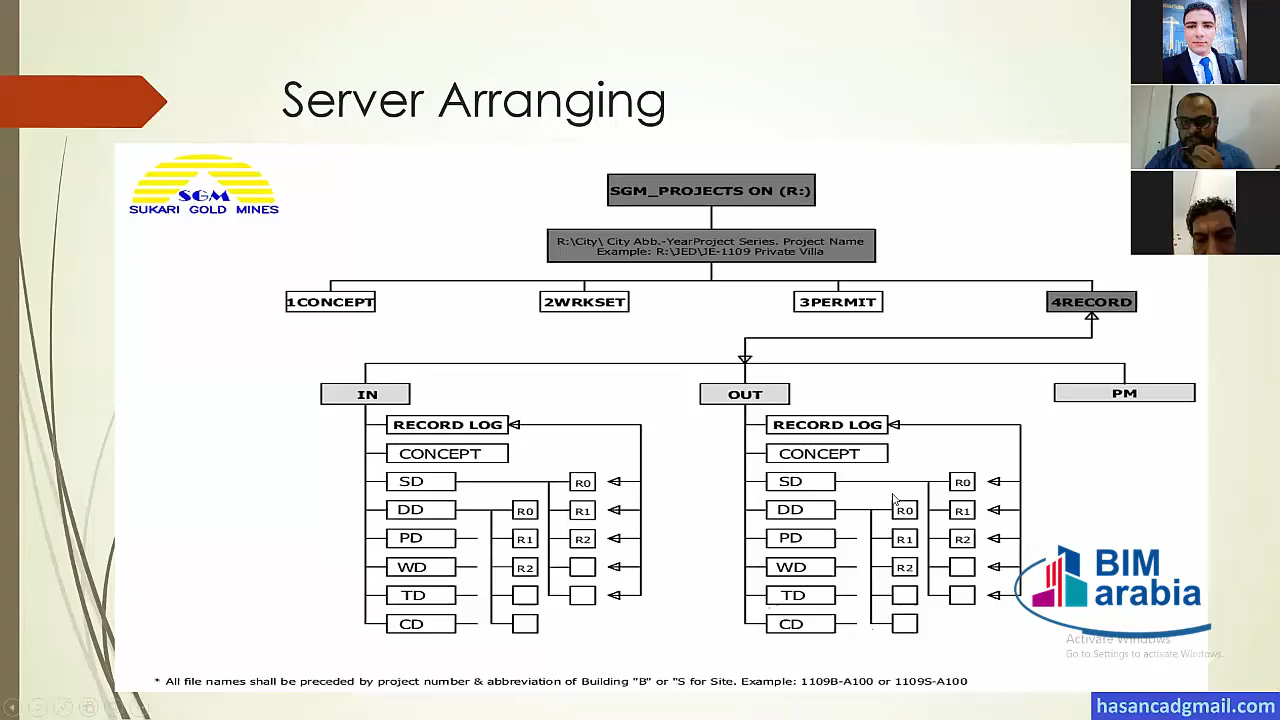 Server Arranging
SGM
SUKARI GOLD MINES
SGM_PROJECTS ON (R:)
R:\City\ City Abb.-YearProject Series. Project Name
Example: R:\JED\JE-1109 Private Villa
1CONCEPT
2WRKSET
3PERMIT
4RECORD
IN
OUT
PM
RECORD LOG
CONCEPT
SD
R0
DD
R0
R1
PD
R1
R2
WD
R2
TD
CD
RECORD LOG
CONCEPT
SD
R0
DD
R0
R1
PD
R1
R2
WD
R2
TD
CD
BIM
arabia
Activate Windows
Go to Settings to activate Windows.
* All file names shall be preceded by project number & abbreviation of Building "B" or "S for Site. Example: 1109B-A100 or 1109S-A100
hasancadgmail.com